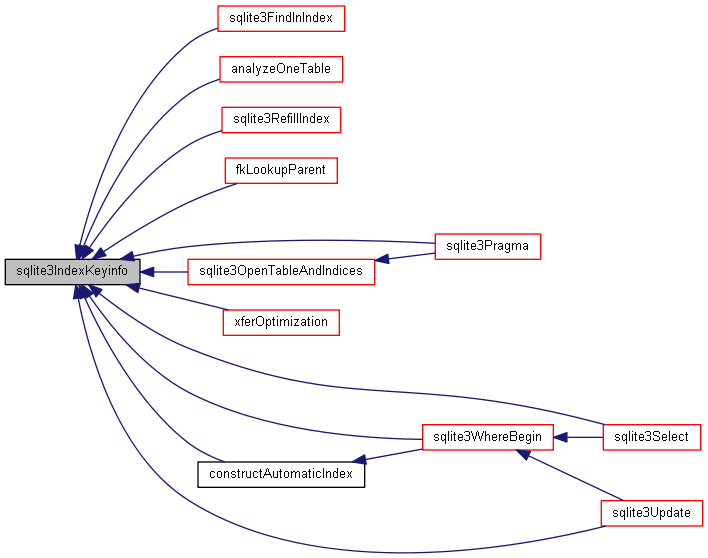 sqlite3FindInIndex
analyzeOneTable
sqlite3RefillIndex
fkLookupParent
sqlite3Pragma
sqlite3IndexKeyinfo
sqlite3OpenTableAndIndices
xferOptimization
sqlite3WhereBegin
sqlite3Select
constructAutomaticIndex
sqlite3Update